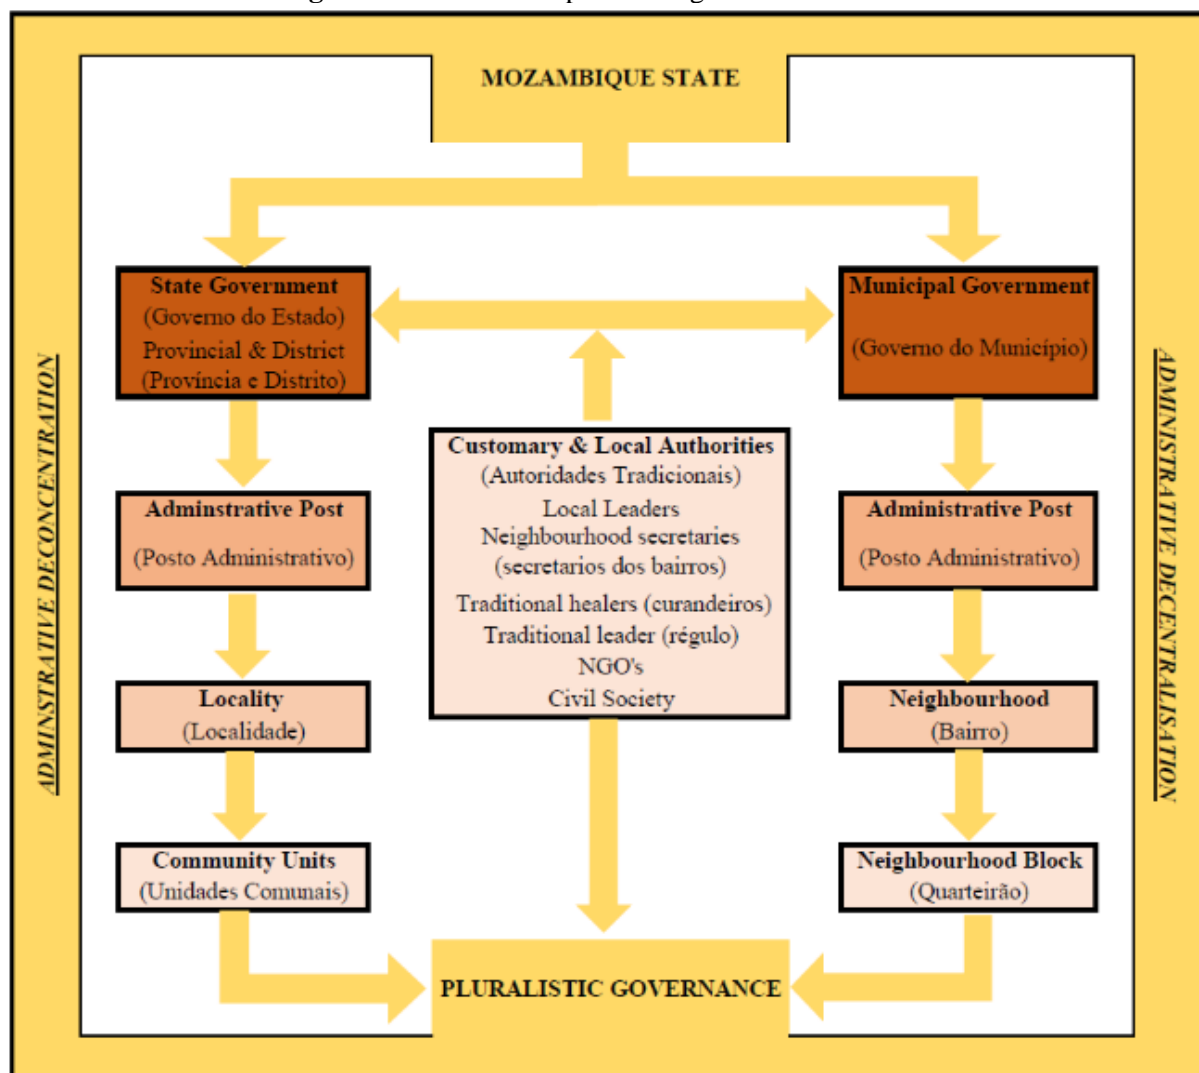 MOZAMBIQUE STATE
State Government
(Governo do Estado)
Provincial & District
(Província e Distrito)
Municipal Government
(Governo do Município)
Customary & Local Authorities
(Autoridades Tradicionais)
Local Leaders
Neighbourhood secretaries
(secretarios dos bairros)
Traditional healers (curandeiros)
Traditional leader (régulo)
NGO's
Civil Society
Adminstrative Post
(Posto Administrativo)
Administrative Post
(Posto Administrativo)
Locality
(Localidade)
Neighbourhood
(Bairro)
Community Units
(Unidades Comunais)
Neighbourhood Block
(Quarteirão)
PLURALISTIC GOVERNANCE
ADMINSTRATIVE DECONCENTRATION
ADMINISTRATIVE DECENTRALISATION